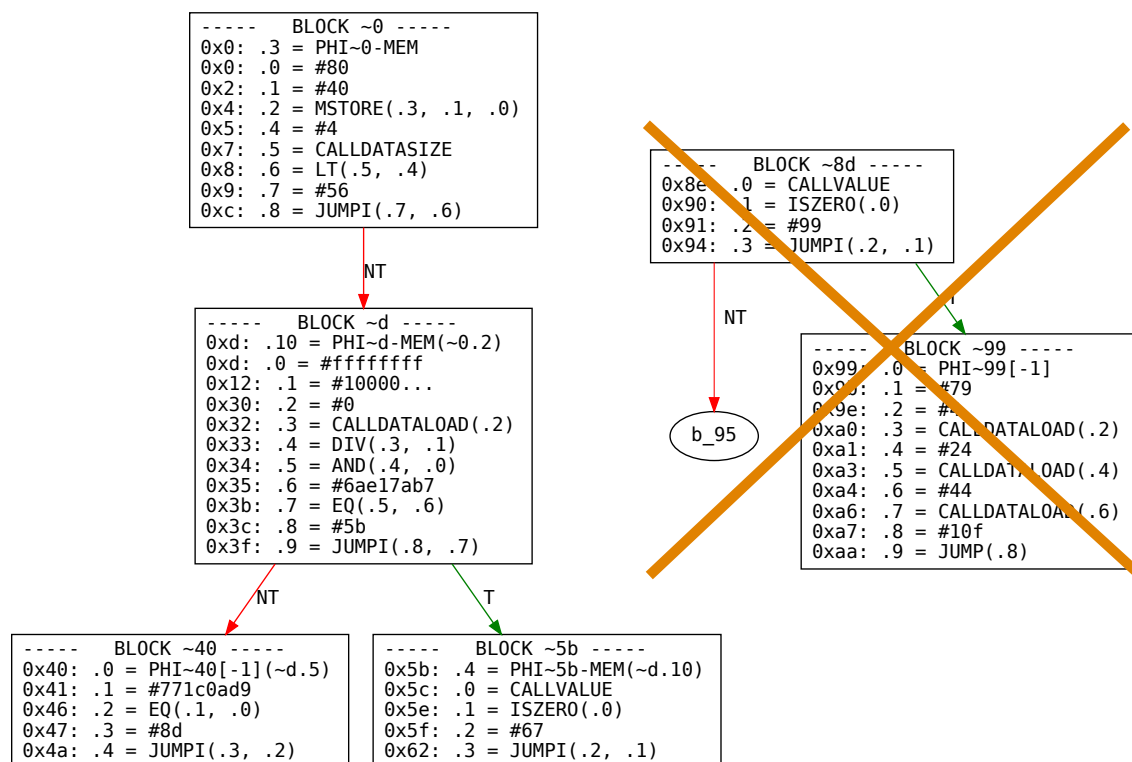 ----- BLOCK ~0 -----
0x0: .3 = PHI~0-MEM
0x0: .0 = #80
0x2: .1 = #40
0x4: .2 = MSTORE(.3, .1, .0)
0x5: .4 = #4
0x7: .5 = CALLDATASIZE
0x8: .6 = LT(.5, .4)
0x9: .7 = #56
0xc: .8 = JUMPI(.7, .6)
NT
----- BLOCK ~d -----
0xd: .10 = PHI~d-MEM(~0.2)
0xd: .0 = #ffffffff
0x12: .1 = #10000...
0x30: .2 = #0
0x32: .3 = CALLDATALOAD(.2)
0x33: .4 = DIV(.3, .1)
0x34: .5 = AND(.4, .0)
0x35: .6 = #6ae17ab7
0x3b: .7 = EQ(.5, .6)
0x3c: .8 = #5b
0x3f: .9 = JUMPI(.8, .7)
NT
T
----- BLOCK ~40 -----
0x40: .0 = PHI~40[-1](~d.5)
0x41: .1 = #771c0ad9
0x46: .2 = EQ(.1, .0)
0x47: .3 = #8d
0x4a: .4 = JUMPI(.3, .2)
----- BLOCK ~5b -----
0x5b: .4 = PHI~5b-MEM(~d.10)
0x5c: .0 = CALLVALUE
0x5e: .1 = ISZERO(.0)
0x5f: .2 = #67
0x62: .3 = JUMPI(.2, .1)
----- BLOCK ~8d -----
0x8e: .0 = CALLVALUE
0x90: .1 = ISZERO(.0)
0x91: .2 = #99
0x94: .3 = JUMPI(.2, .1)
NT
T
b_95
----- BLOCK ~99 -----
0x99: .0 = PHI~99[-1]
.1 = #79
0x9e: .2 =
0xa0: .3 = CALLDATALOAD(.2)
0xa1: .4 = #24
0xa3: .5 = CALLDATALOAD(.4)
0xa4: .6 = #44
0xa6: .7 = CALLDATALOAD(.6)
0xa7: .8 = #10f
0xaa: .9 = JUMP(.8)